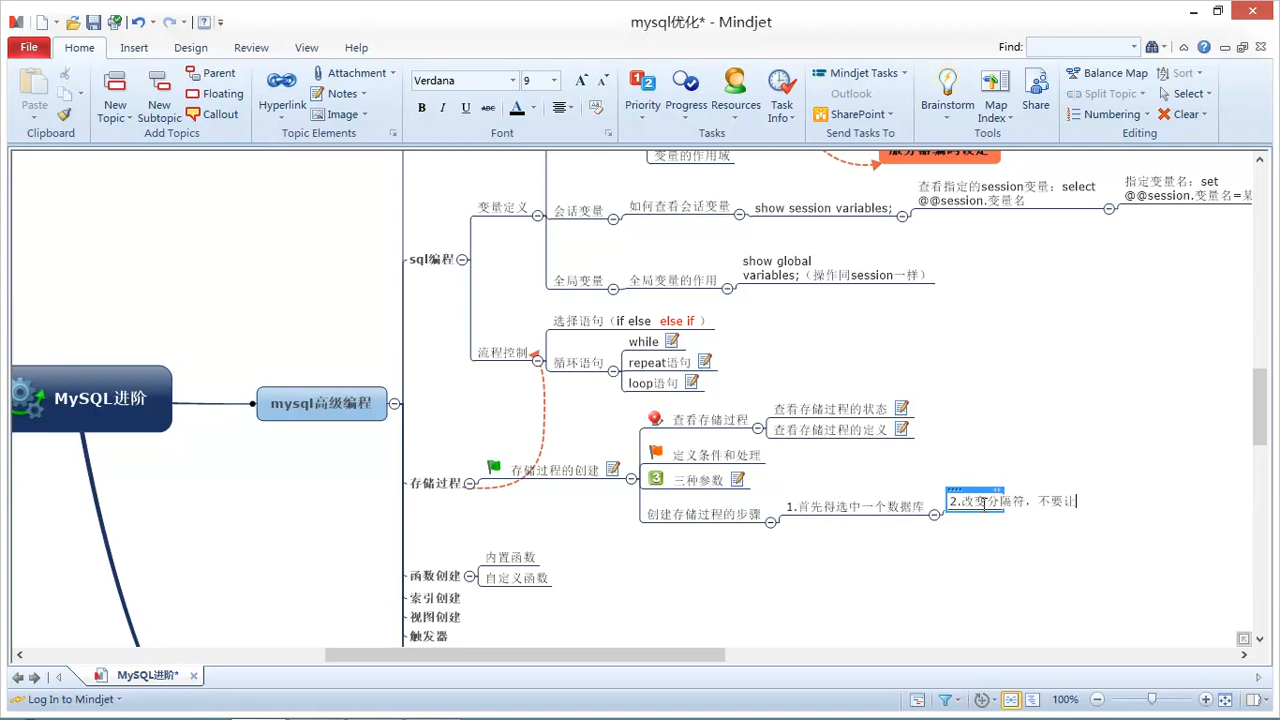 mysql优化* - Mindjet
File Home Insert Design Review View Help Find:
Paste
Clipboard
New Topic
New Subtopic
Parent
Floating
Callout
Add Topics
Hyperlink
Attachment
Notes
Image
Topic Elements
Verdana 9
B I U abc A
Font
Priority
Progress
Resources
Task Info
Tasks
Mindjet Tasks
Outlook
SharePoint
Send Tasks To
Brainstorm
Map Index
Share
Tools
Balance Map
Split Topic
Numbering
Sort
Select
Clear
Editing
变量的作用域
服务器编码设定
变量定义
会话变量
如何查看会话变量
show session variables;
查看指定的session变量：select
@@session.变量名
指定变量名：set
@@session.变量名=某
sql编程
全局变量
全局变量的作用
show global
variables;（操作同session一样）
流程控制
选择语句（if else else if ）
循环语句
while
repeat语句
loop语句
MySQL进阶
mysql高级编程
存储过程
存储过程的创建
查看存储过程
查看存储过程的状态
查看存储过程的定义
定义条件和处理
3 三种参数
创建存储过程的步骤
1.首先得选中一个数据库
2.改变分隔符，不要让
函数创建
内置函数
自定义函数
索引创建
视图创建
触发器
MySQL进阶*
Log In to Mindjet
100%